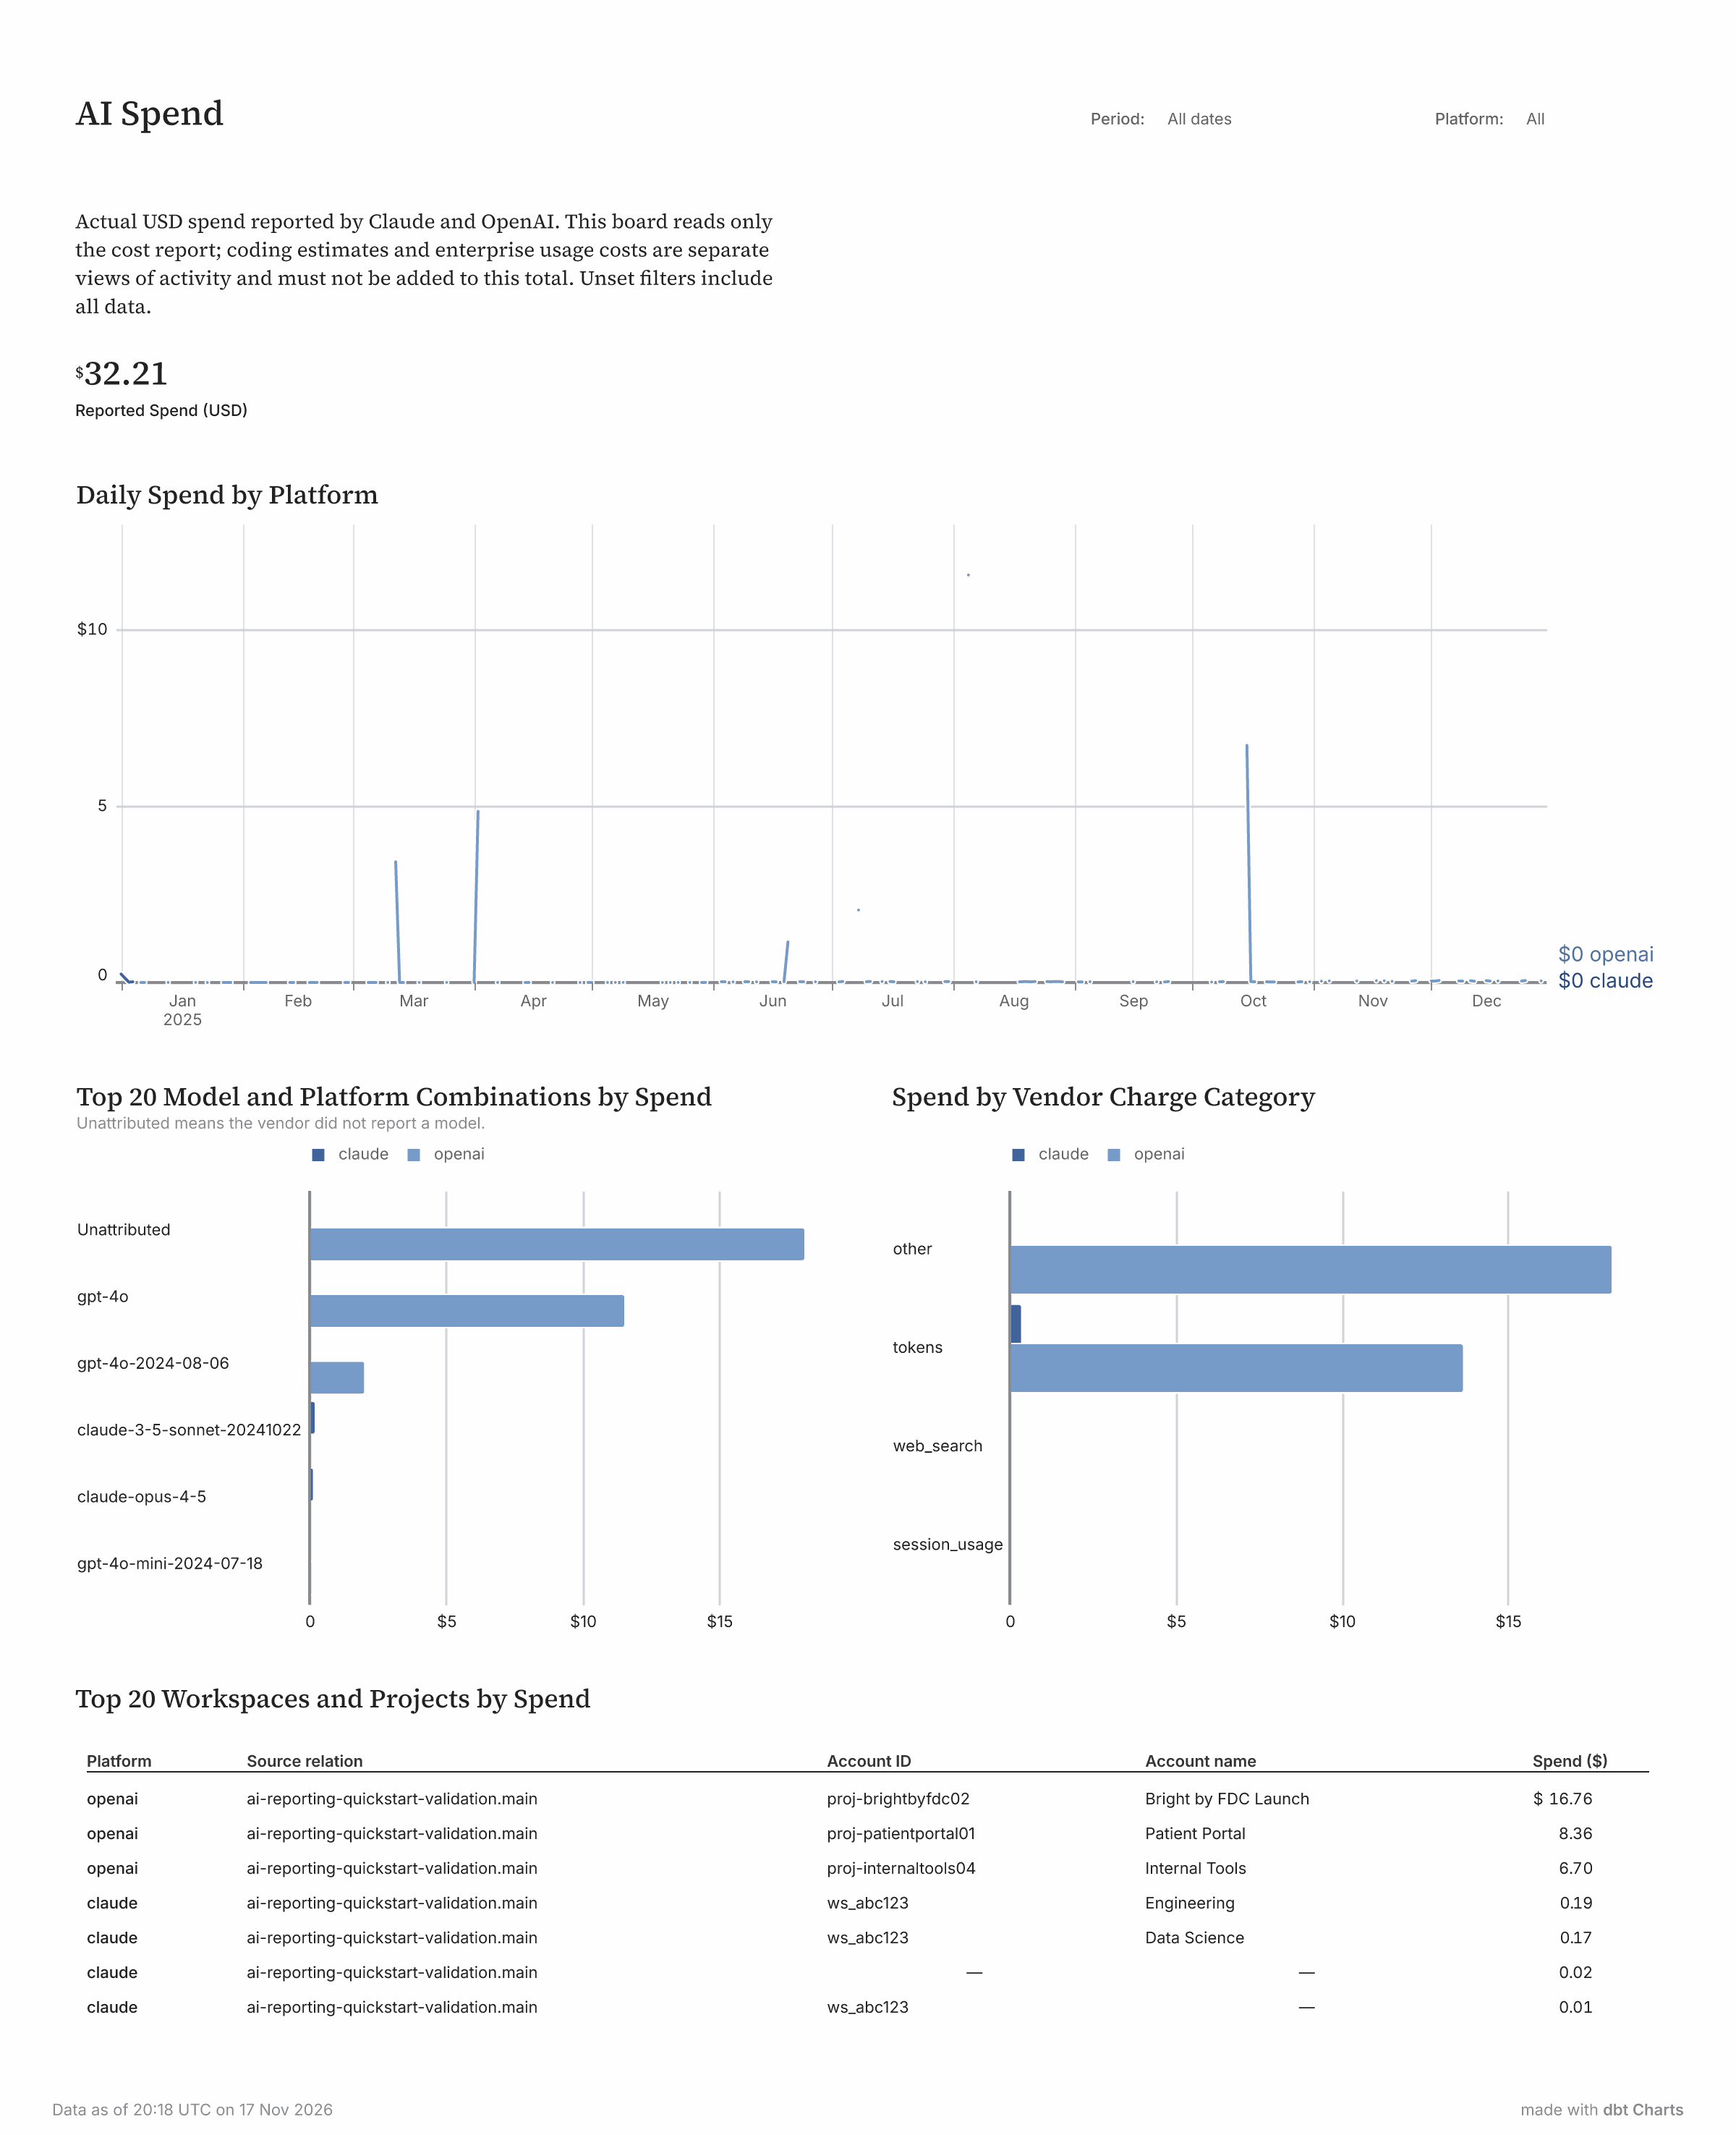 AI Spend
Period: All dates Platform: All
Actual USD spend reported by Claude and OpenAI. This board reads only
the cost report; coding estimates and enterprise usage costs are separate
views of activity and must not be added to this total. Unset filters include
all data.
$32.21
Reported Spend (USD)
Daily Spend by Platform
$10
5
0
$0 openai
$0 claude
Jan Feb Mar Apr May Jun Jul Aug Sep Oct Nov Dec
2025
Top 20 Model and Platform Combinations by Spend
Unattributed means the vendor did not report a model.
claude openai
Unattributed
gpt-4o
gpt-4o-2024-08-06
claude-3-5-sonnet-20241022
claude-opus-4-5
gpt-4o-mini-2024-07-18
0 $5 $10 $15
Spend by Vendor Charge Category
claude openai
other
tokens
web_search
session_usage
0 $5 $10 $15
Top 20 Workspaces and Projects by Spend
Platform Source relation Account ID Account name Spend ($)
openai ai-reporting-quickstart-validation.main proj-brightbyfdc02 Bright by FDC Launch $ 16.76
openai ai-reporting-quickstart-validation.main proj-patientportal01 Patient Portal 8.36
openai ai-reporting-quickstart-validation.main proj-internaltools04 Internal Tools 6.70
claude ai-reporting-quickstart-validation.main ws_abc123 Engineering 0.19
claude ai-reporting-quickstart-validation.main ws_abc123 Data Science 0.17
claude ai-reporting-quickstart-validation.main — — 0.02
claude ai-reporting-quickstart-validation.main ws_abc123 — 0.01
Data as of 20:18 UTC on 17 Nov 2026
made with dbt Charts